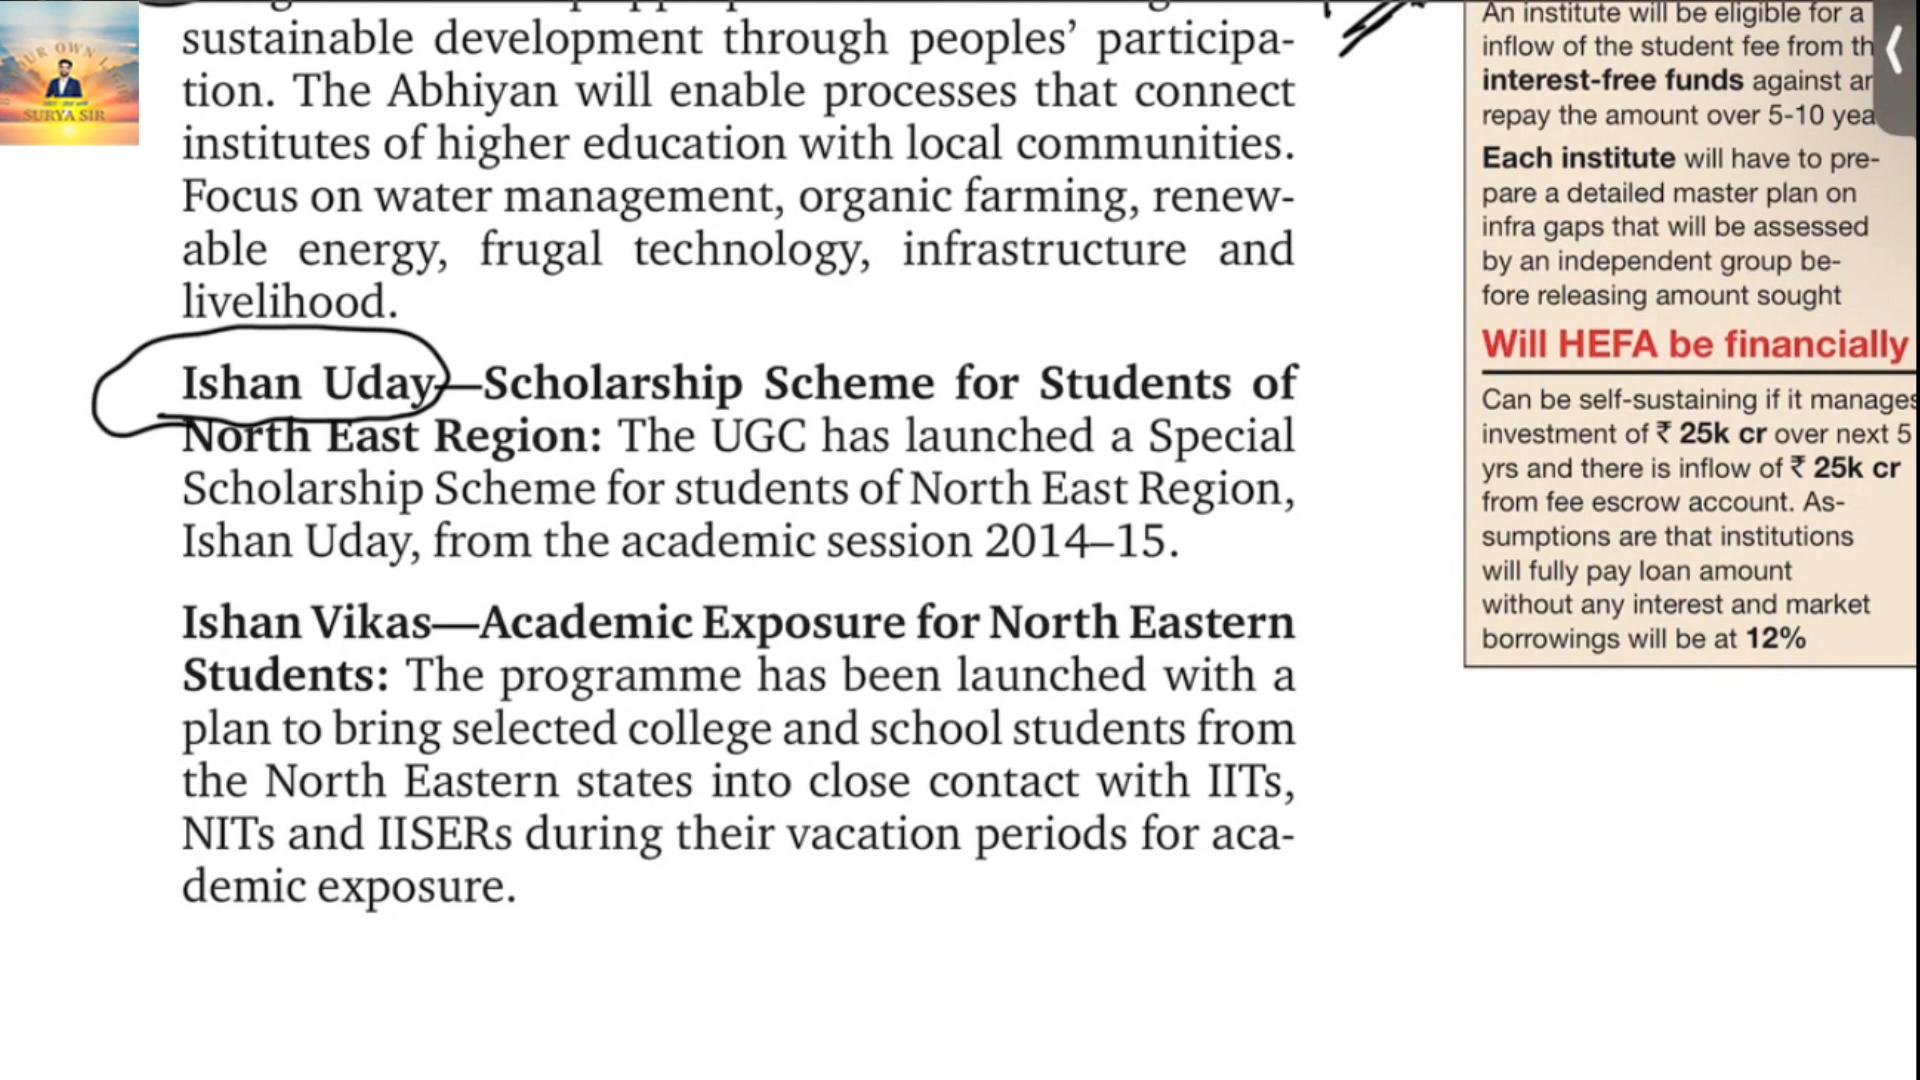 OUR OWN LIGHT
SURYA SIR
sustainable development through peoples’ participa-
tion. The Abhiyan will enable processes that connect
institutes of higher education with local communities.
Focus on water management, organic farming, renew-
able energy, frugal technology, infrastructure and
livelihood.
Ishan Uday—Scholarship Scheme for Students of
North East Region: The UGC has launched a Special
Scholarship Scheme for students of North East Region,
Ishan Uday, from the academic session 2014–15.
Ishan Vikas—Academic Exposure for North Eastern
Students: The programme has been launched with a
plan to bring selected college and school students from
the North Eastern states into close contact with IITs,
NITs and IISERs during their vacation periods for aca-
demic exposure.
An institute will be eligible for a
inflow of the student fee from th
interest-free funds against an
repay the amount over 5-10 yea
Each institute will have to pre-
pare a detailed master plan on
infra gaps that will be assessed
by an independent group be-
fore releasing amount sought
Will HEFA be financially
Can be self-sustaining if it manages
investment of ₹ 25k cr over next 5
yrs and there is inflow of ₹ 25k cr
from fee escrow account. As-
sumptions are that institutions
will fully pay loan amount
without any interest and market
borrowings will be at 12%